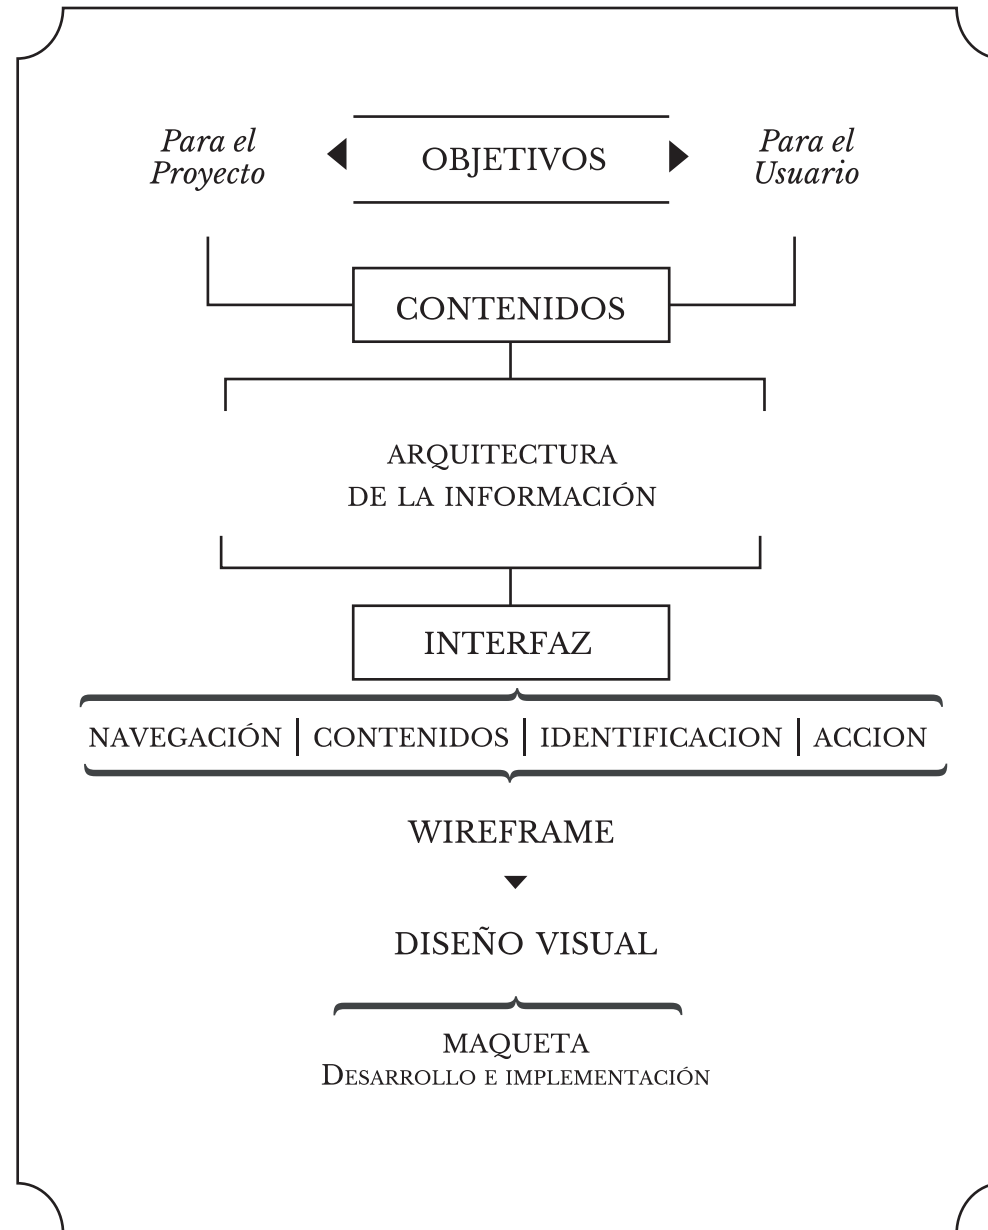 Para el
Proyecto
OBJETIVOS
Para el
Usuario
CONTENIDOS
ARQUITECTURA
DE LA INFORMACIÓN
INTERFAZ
NAVEGACIÓN | CONTENIDOS | IDENTIFICACION | ACCION
WIREFRAME
DISEÑO VISUAL
MAQUETA
Desarrollo e implementación